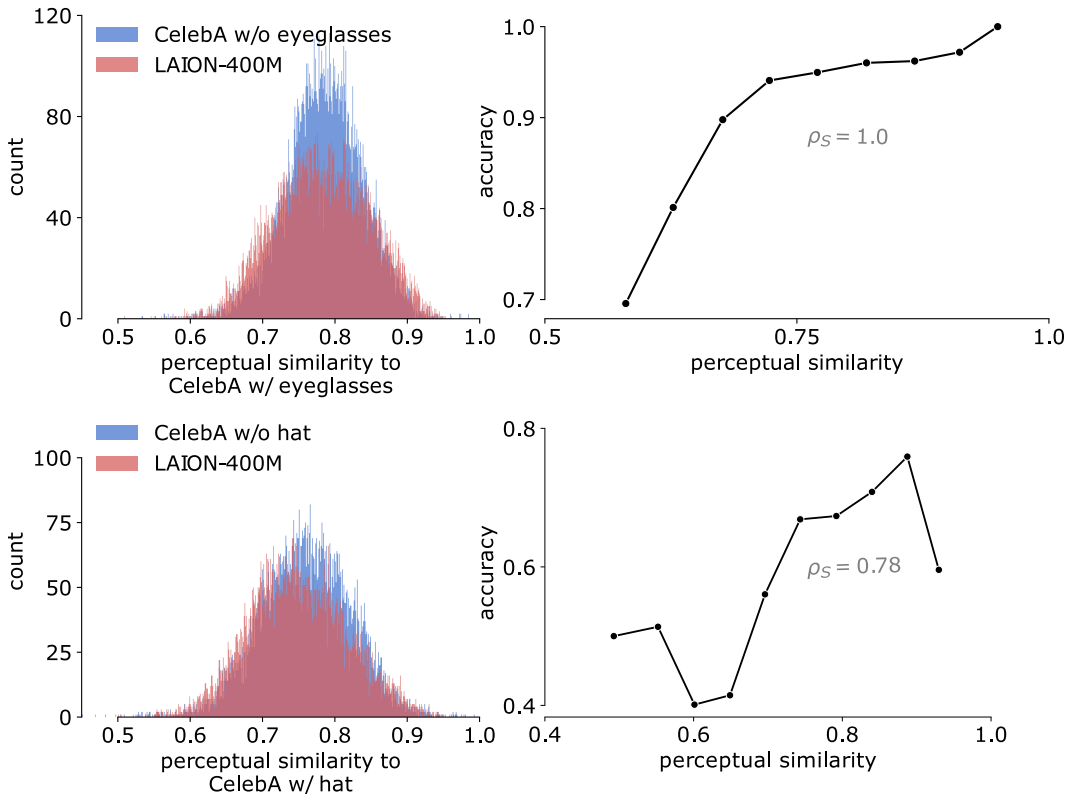 120
80
40
0
count
CelebA w/o eyeglasses
LAION-400M
0.5 0.6 0.7 0.8 0.9 1.0
perceptual similarity to
CelebA w/ eyeglasses
1.0
0.9
0.8
0.7
accuracy
ρS = 1.0
0.5 0.75 1.0
perceptual similarity
CelebA w/o hat
LAION-400M
100
75
50
25
0
count
0.5 0.6 0.7 0.8 0.9 1.0
perceptual similarity to
CelebA w/ hat
0.8
0.6
0.4
accuracy
ρS = 0.78
0.4 0.6 0.8 1.0
perceptual similarity